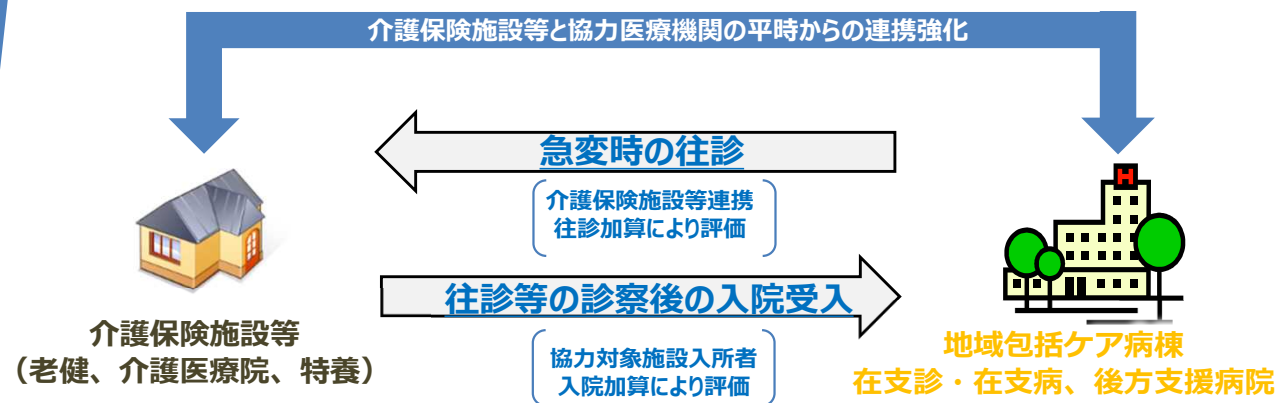 介護保険施設等と協力医療機関の平時からの連携強化
急変時の往診
介護保険施設等連携
往診加算により評価
往診等の診察後の入院受入
協力対象施設入所者
入院加算により評価
介護保険施設等
（老健、介護医療院、特養）
H
地域包括ケア病棟
在支診・在支病、後方支援病院